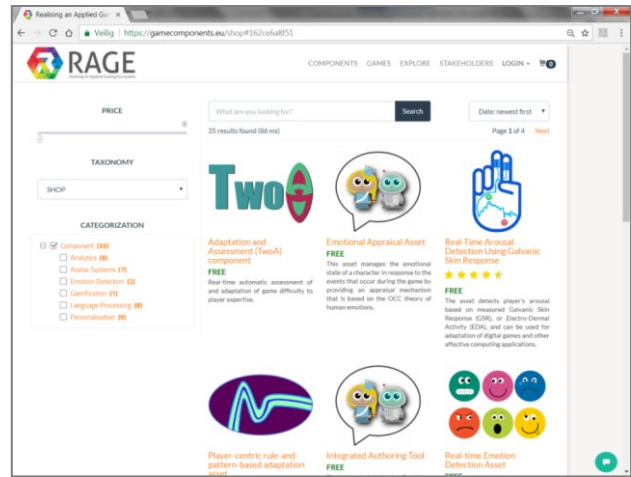 Realising an Applied Gan
Veilig | https://gamecomponents.eu/shop#162ce6a8f51
RAGE
COMPONENTS GAMES EXPLORE STAKEHOLDERS LOGIN 0
PRICE
TAXONOMY
SHOP
CATEGORIZATION
Component (35)
Analytics (8)
Avatar Systems (7)
Emotion Detection (2)
Gamification (1)
Language Processing (8)
Personalisation (9)
What are you looking for? Search Date: newest first
35 results found (86 ms) Page 1 of 4 Next
TwoA
Adaptation and
Assessment (TwoA)
component
FREE
Real-time automatic assessment of
and adaptation of game difficulty to
player expertise.
Emotional Appraisal Asset
FREE
This asset manages the emotional
state of a character in response to the
events that occur during the game by
providing an appraisal mechanism
that is based on the OCC theory of
human emotions.
Real-Time Arousal
Detection Using Galvanic
Skin Response
FREE
The asset detects player's arousal
based on measured Galvanic Skin
Response (GSR), or Electro-Dermal
Activity (EDA), and can be used for
adaptation of digital games and other
affective computing applications.
Player-centric rule-and-
pattern-based adaptation
asset
Integrated Authoring Tool
FREE
Real-time Emotion
Detection Asset
FREE